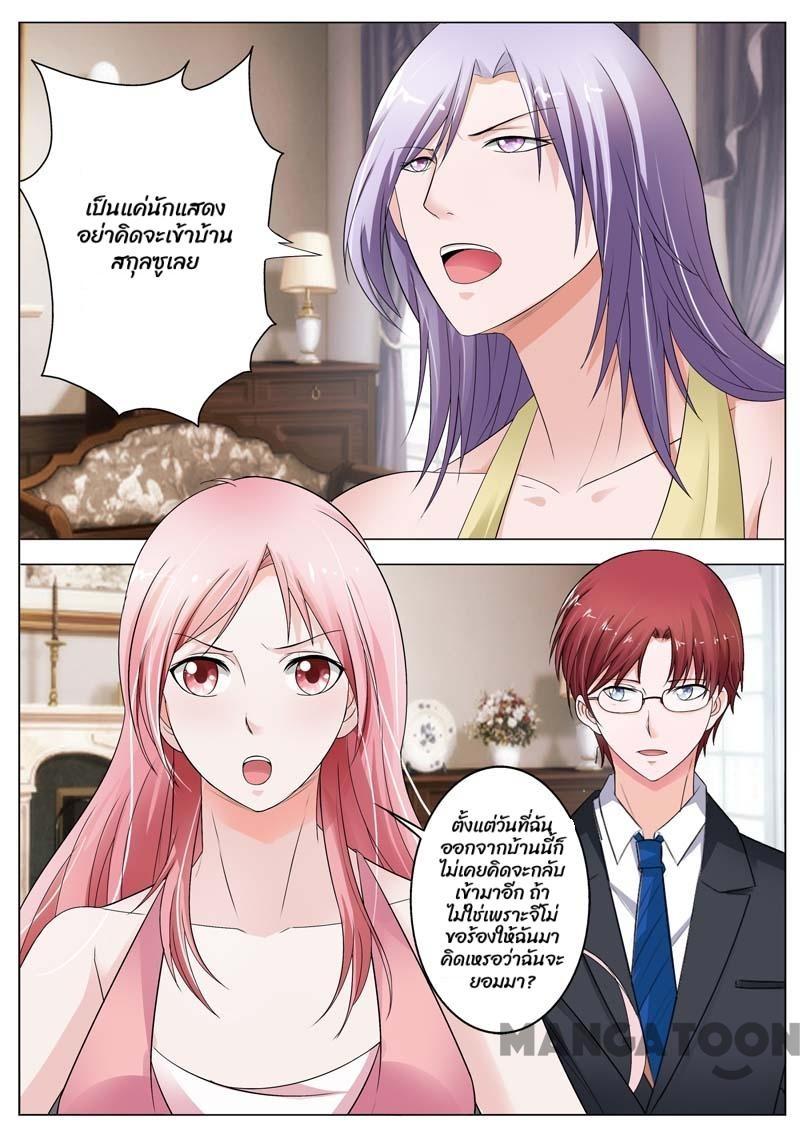 เป็นแค่นักแสดง
อย่าคิดจะเข้าบ้าน
สกุลซูเลย
ตั้งแต่วันที่ฉัน
ออกจากบ้านนี้ก็
ไม่เคยคิดจะกลับ
เข้ามาอีก ถ้า
ไม่ใช่เพราะจีโม่
ขอร้องให้ฉันมา
คิดเหรอว่าฉันจะ
ยอมมา?
MANGATOON